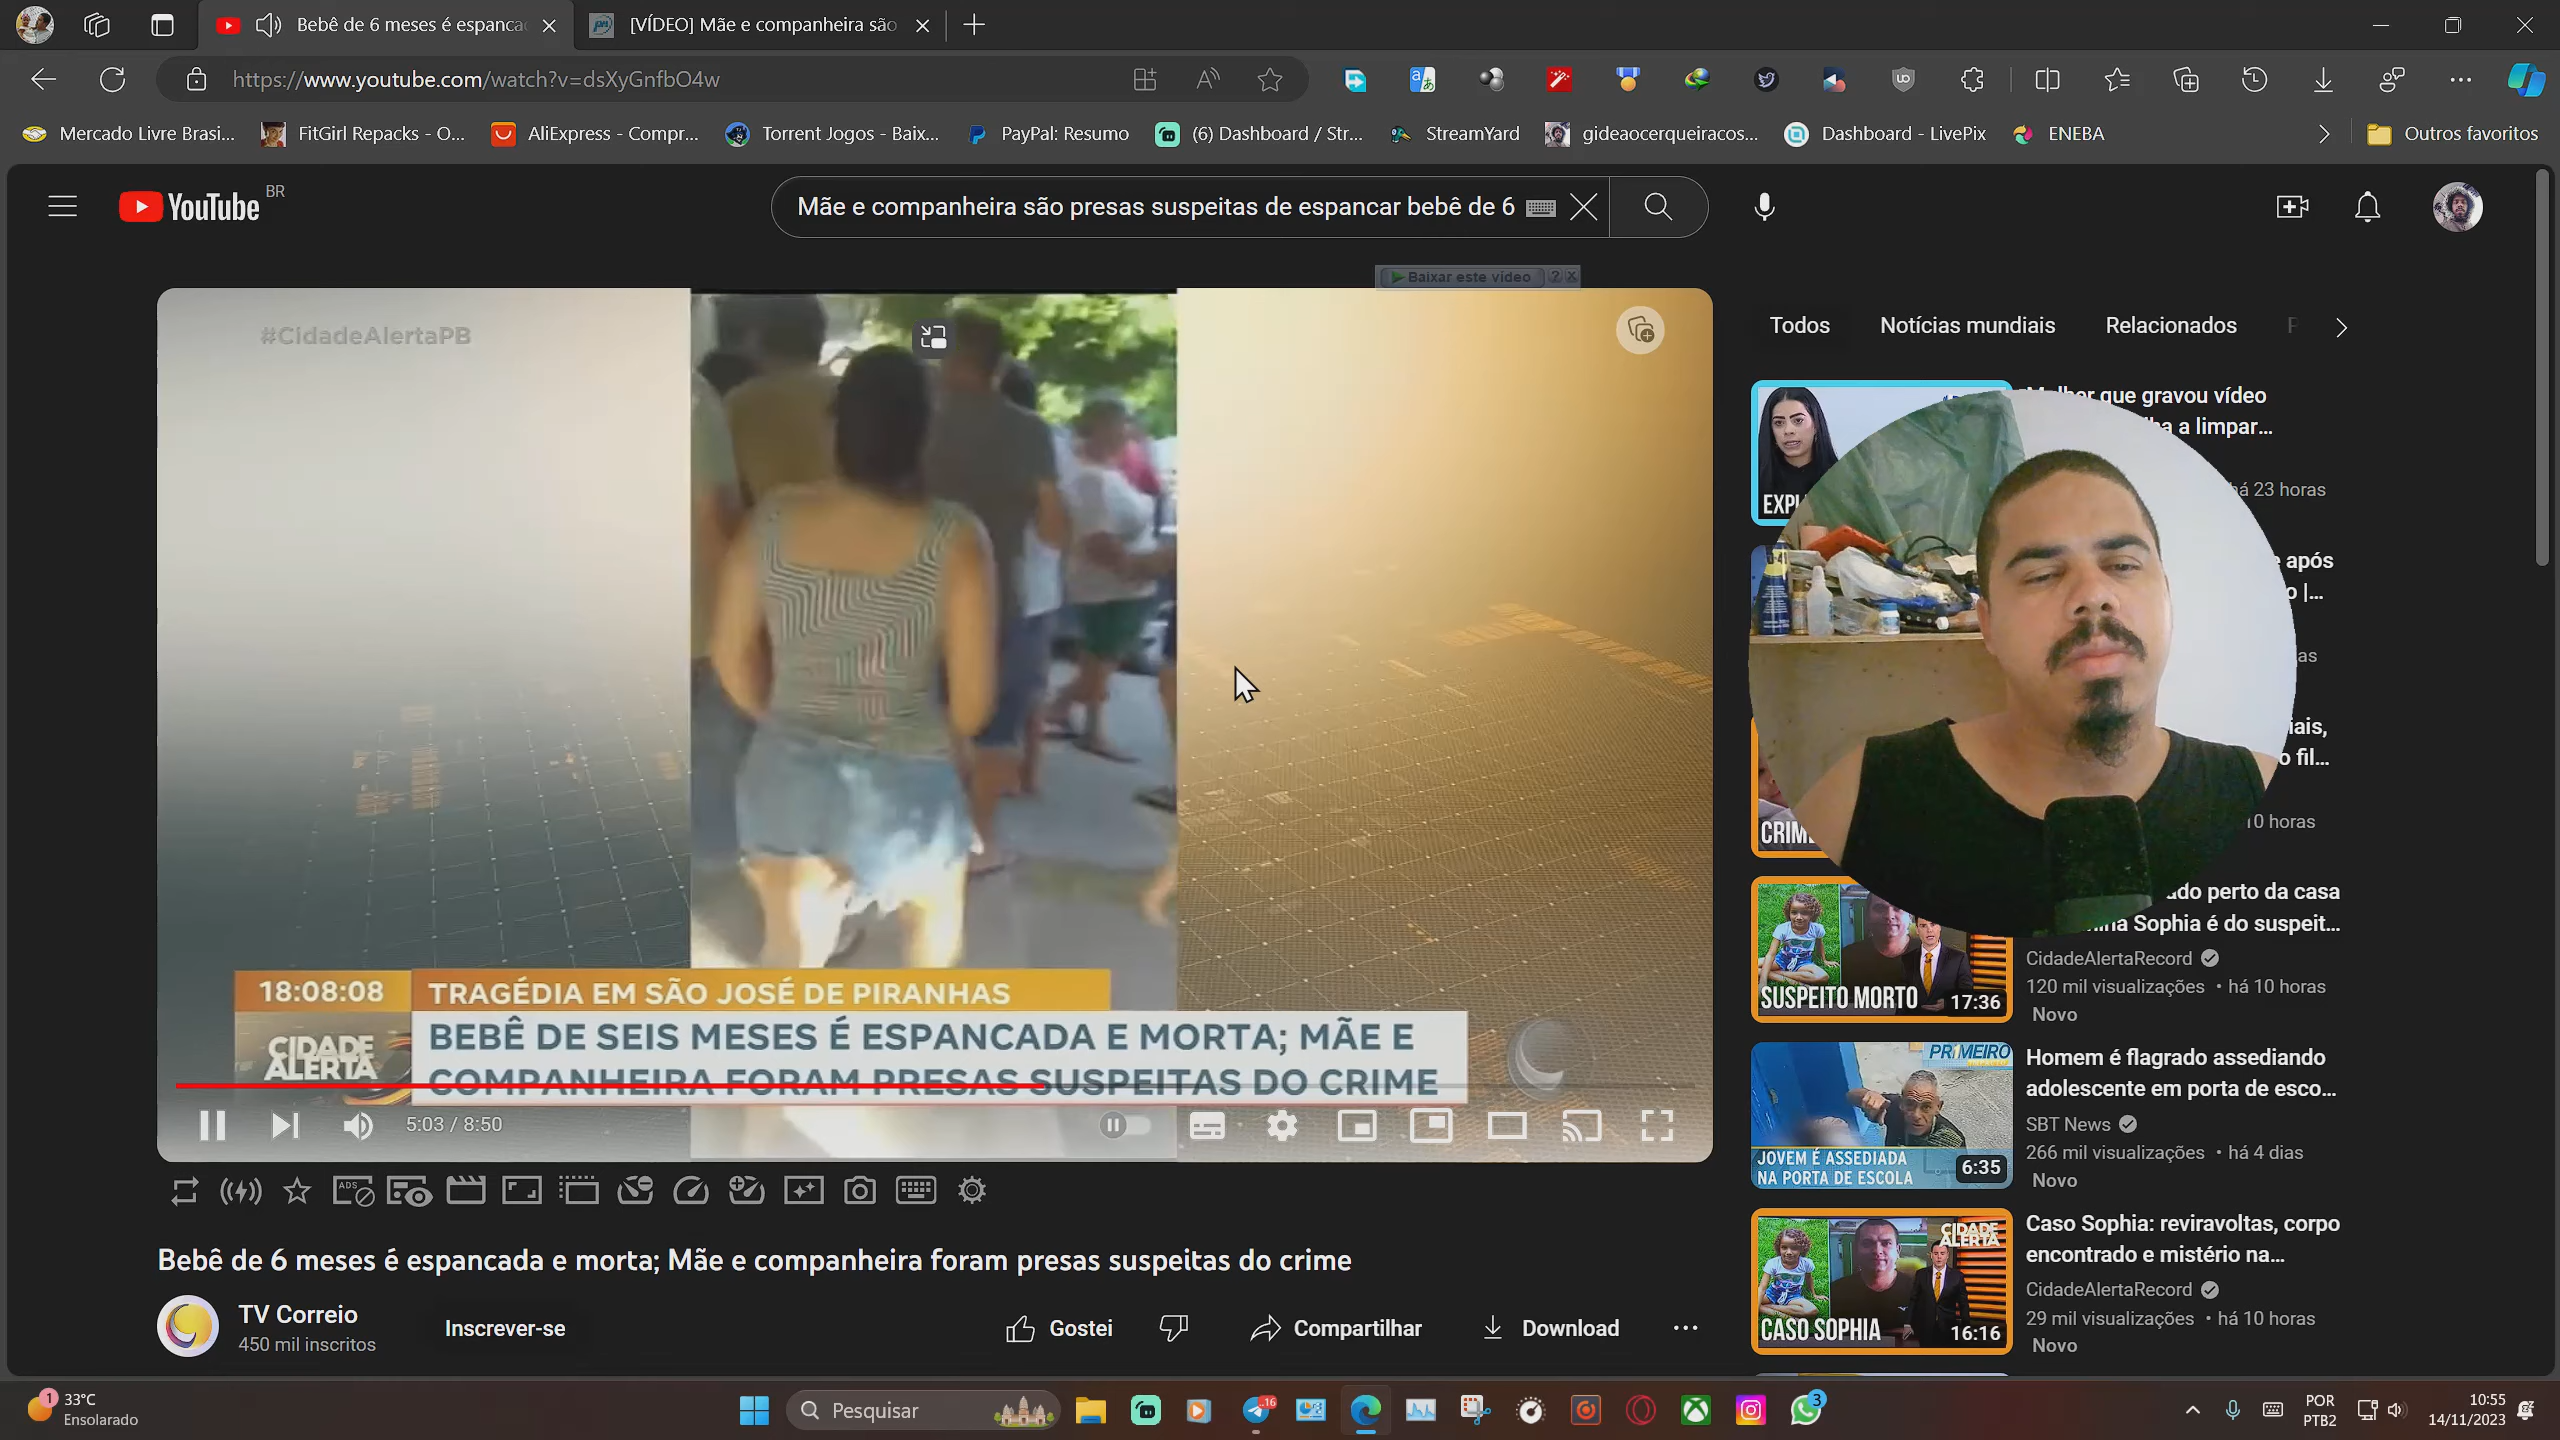 Bebê de 6 meses é espanca
[VÍDEO] Mãe e companheira são
https://www.youtube.com/watch?v=dsXyGnfbO4w
Mercado Livre Brasi...
FitGirl Repacks - O...
AliExpress - Compr...
Torrent Jogos - Baix...
PayPal: Resumo
(6) Dashboard / Str...
StreamYard
gideaocerqueiracos...
Dashboard - LivePix
ENEBA
Outros favoritos
YouTube BR
Mãe e companheira são presas suspeitas de espancar bebê de 6
Baixar este vídeo
#CidadeAlertaPB
18:08:08
TRAGÉDIA EM SÃO JOSÉ DE PIRANHAS
CIDADE
ALERTA
BEBÊ DE SEIS MESES É ESPANCADA E MORTA; MÃE E
COMPANHEIRA FORAM PRESAS SUSPEITAS DO CRIME
5:03 / 8:50
ADS
Bebê de 6 meses é espancada e morta; Mãe e companheira foram presas suspeitas do crime
TV Correio
450 mil inscritos
Inscrever-se
Gostei
Compartilhar
Download
Todos
Notícias mundiais
Relacionados
que gravou vídeo
a limpar...
há 23 horas
após
o |...
o fil...
10 horas
perto da casa
Sophia é do suspeit...
CidadeAlertaRecord
120 mil visualizações • há 10 horas
Novo
SUSPEITO MORTO
17:36
PRIMEIRO
JOVEM É ASSEDIADA
NA PORTA DE ESCOLA
6:35
Homem é flagrado assediando
adolescente em porta de esco...
SBT News
266 mil visualizações • há 4 dias
Novo
CIDADE
ALERTA
CASO SOPHIA
16:16
Caso Sophia: reviravoltas, corpo
encontrado e mistério na...
CidadeAlertaRecord
29 mil visualizações • há 10 horas
Novo
33°C
Ensolarado
Pesquisar
POR
PTB2
10:55
14/11/2023